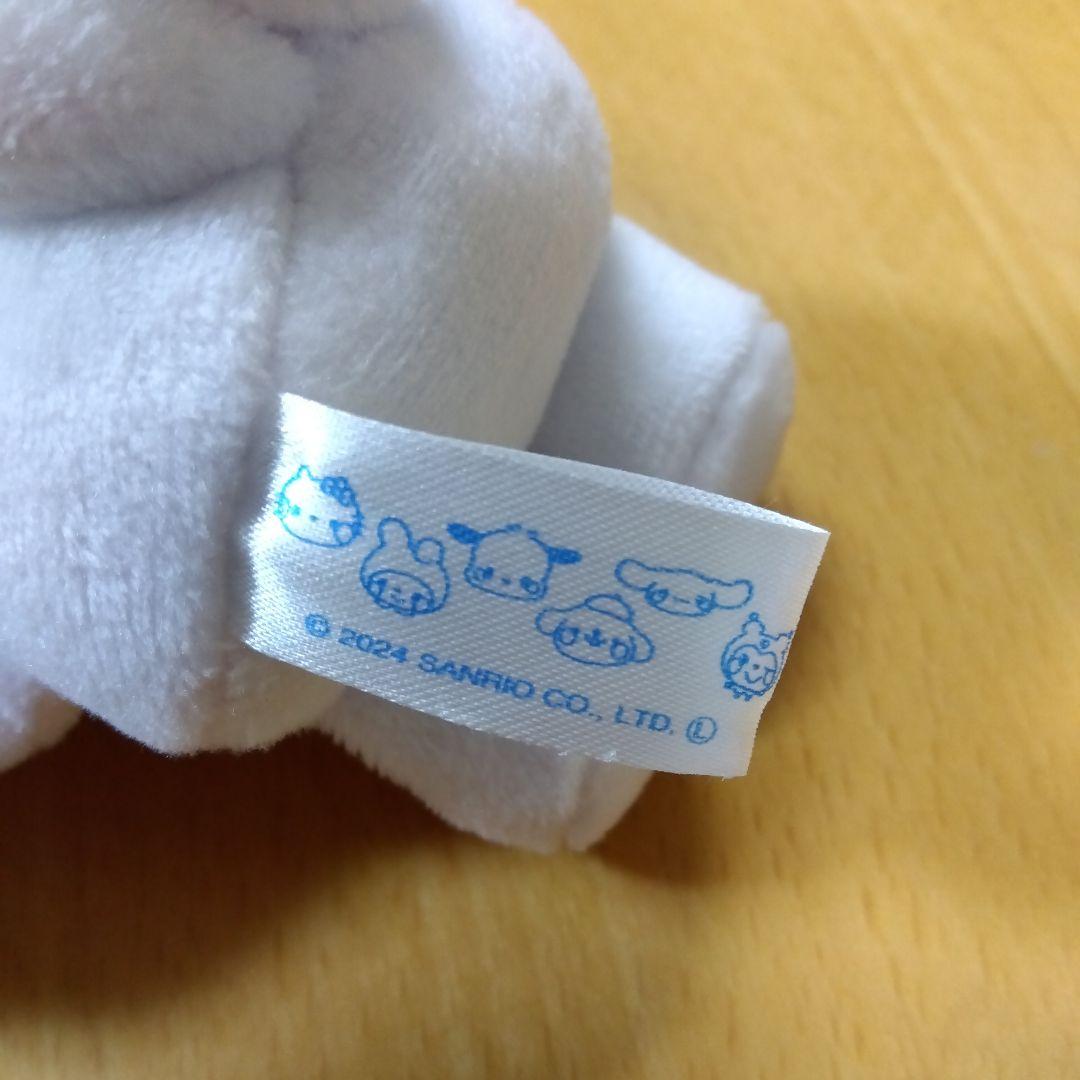 © 2024 SANRIO CO., LTD. Ⓛ